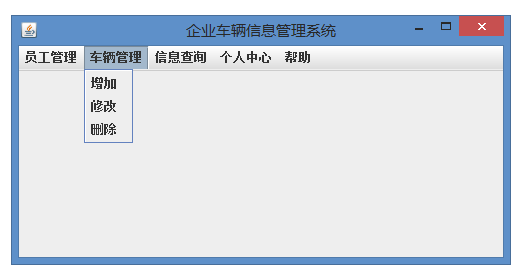 企业车辆信息管理系统
员工管理 车辆管理 信息查询 个人中心 帮助
增加
修改
删除